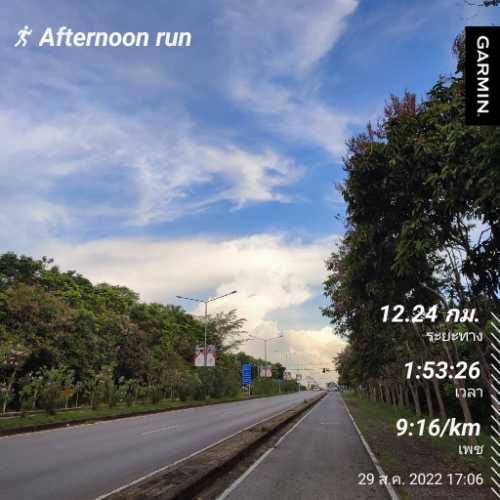 Afternoon run
GARMIN.
12.24 กม.
ระยะทาง
1:53:26
เวลา
9:16/km
เพซ
29 ส.ค. 2022 17:06